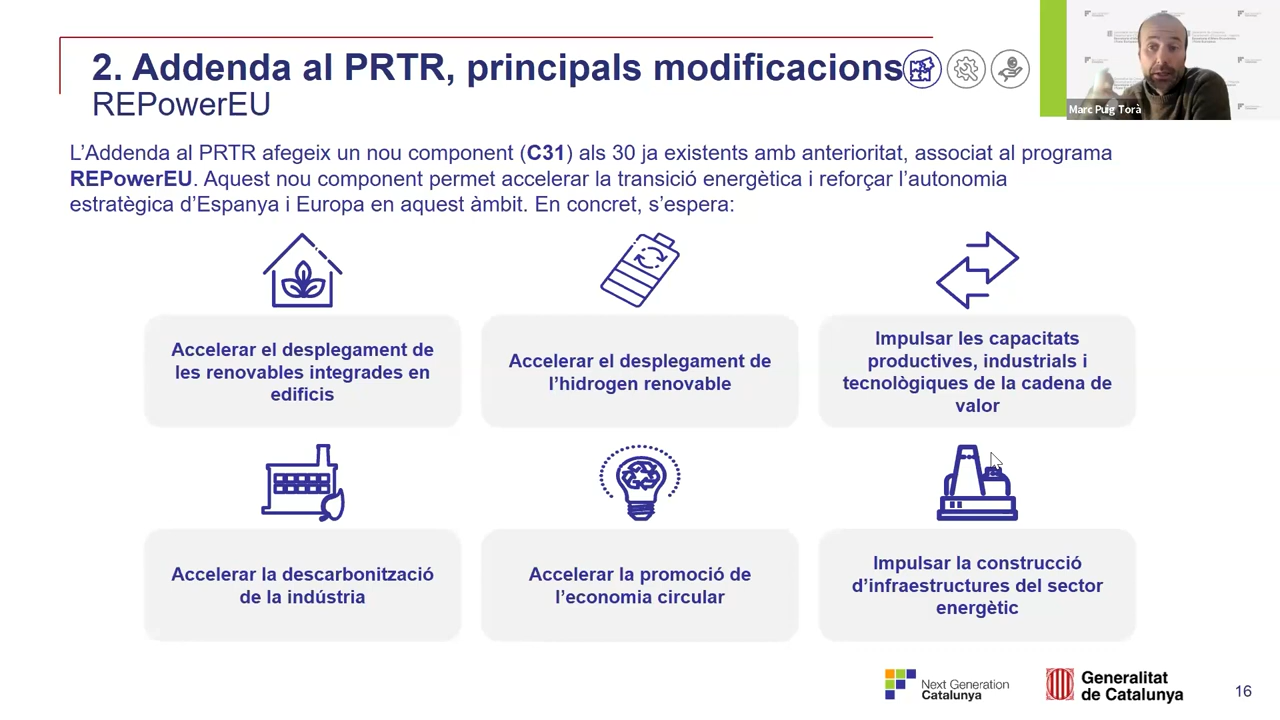 2. Addenda al PRTR, principals modificacions
REPowerEU
Marc Puig Torà
L’Addenda al PRTR afegeix un nou component (C31) als 30 ja existents amb anterioritat, associat al programa
REPowerEU. Aquest nou component permet accelerar la transició energètica i reforçar l’autonomia
estratègica d’Espanya i Europa en aquest àmbit. En concret, s’espera:
Accelerar el desplegament de
les renovables integrades en
edificis
Accelerar el desplegament de
l’hidrogen renovable
Impulsar les capacitats
productives, industrials i
tecnològiques de la cadena de
valor
Accelerar la descarbonització
de la indústria
Accelerar la promoció de
l’economia circular
Impulsar la construcció
d’infraestructures del sector
energètic
Next Generation
Catalunya
Generalitat
de Catalunya
16